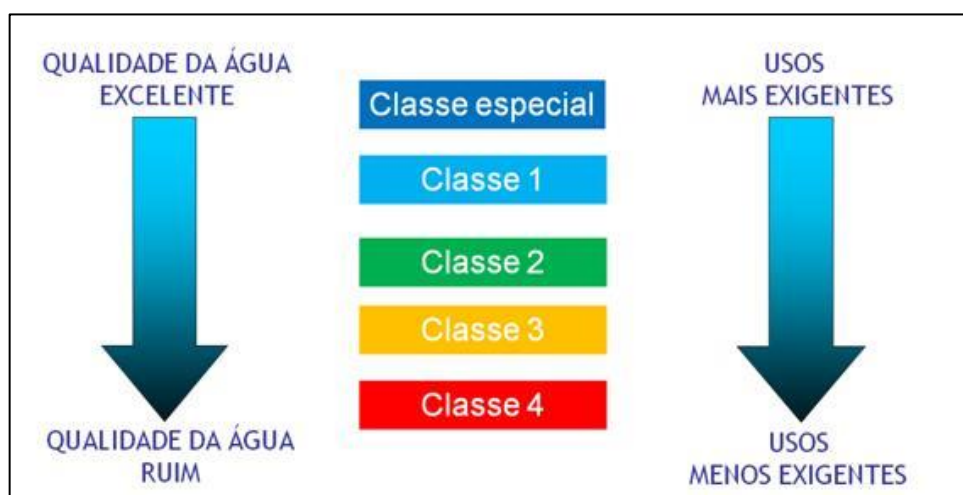 QUALIDADE DA ÁGUA
EXCELENTE
USOS
MAIS EXIGENTES
Classe especial
Classe 1
Classe 2
Classe 3
Classe 4
QUALIDADE DA ÁGUA
RUIM
USOS
MENOS EXIGENTES